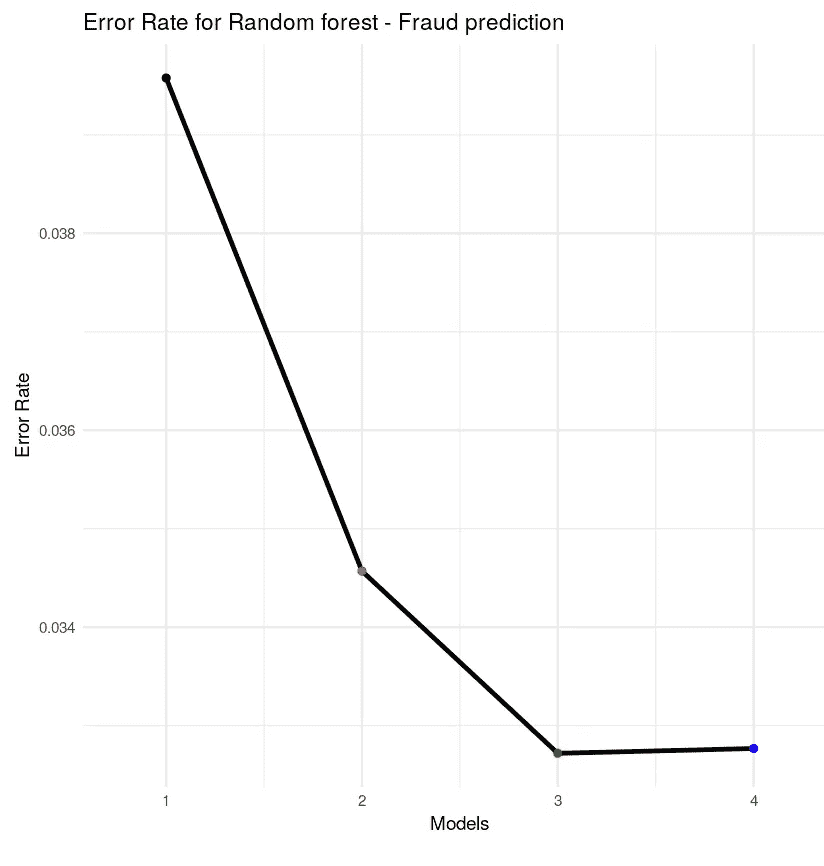 Error Rate for Random forest - Fraud prediction
0.038
0.036
0.034
Error Rate
1 2 3 4
Models